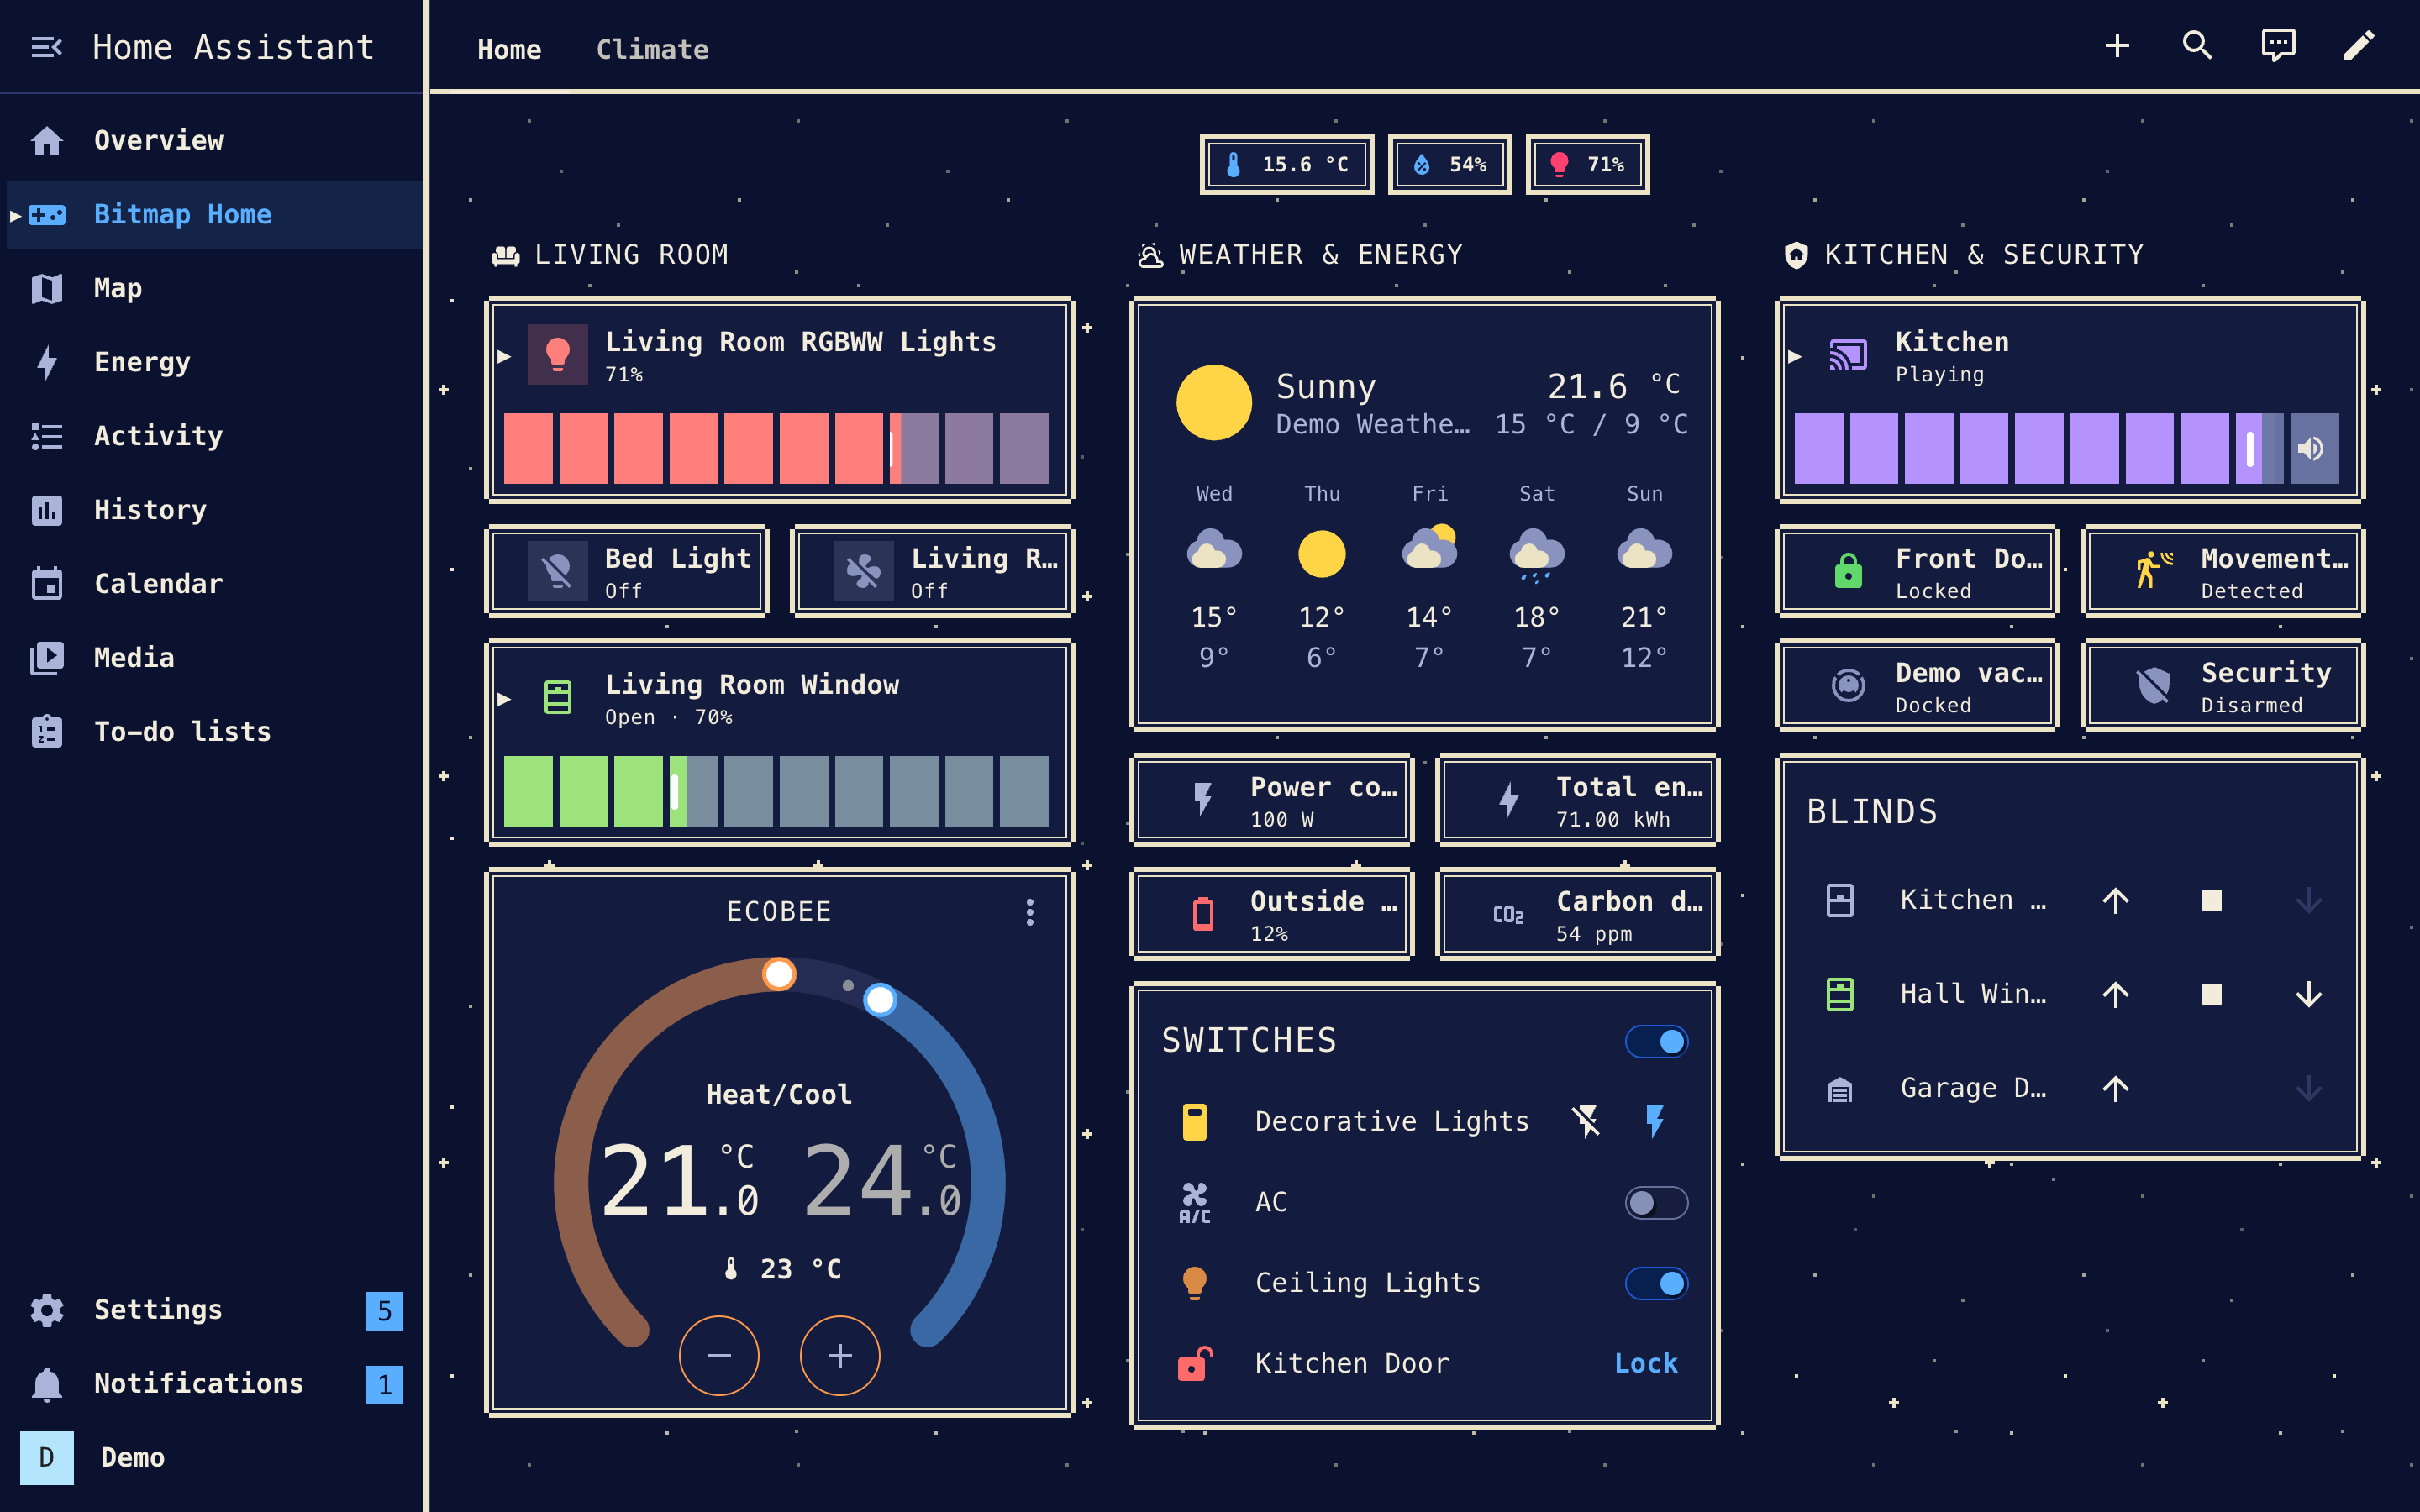 Home Assistant
Overview
Bitmap Home
Map
Energy
Activity
History
Calendar
Media
To-do lists
Settings 5
Notifications 1
D Demo
Home Climate
15.6 °C 54% 71%
LIVING ROOM
Living Room RGBWW Lights
71%
Bed Light
Off
Living R…
Off
Living Room Window
Open · 70%
ECOBEE
Heat/Cool
21.0 °C 24.0 °C
23 °C
WEATHER & ENERGY
Sunny 21.6 °C
Demo Weathe… 15 °C / 9 °C
Wed Thu Fri Sat Sun
15° 12° 14° 18° 21°
9° 6° 7° 7° 12°
Power co…
100 W
Total en…
71.00 kWh
Outside …
12%
CO₂
Carbon d…
54 ppm
SWITCHES
Decorative Lights
A/C AC
Ceiling Lights
Kitchen Door Lock
KITCHEN & SECURITY
Kitchen
Playing
Front Do…
Locked
Movement…
Detected
Demo vac…
Docked
Security
Disarmed
BLINDS
Kitchen …
Hall Win…
Garage D…